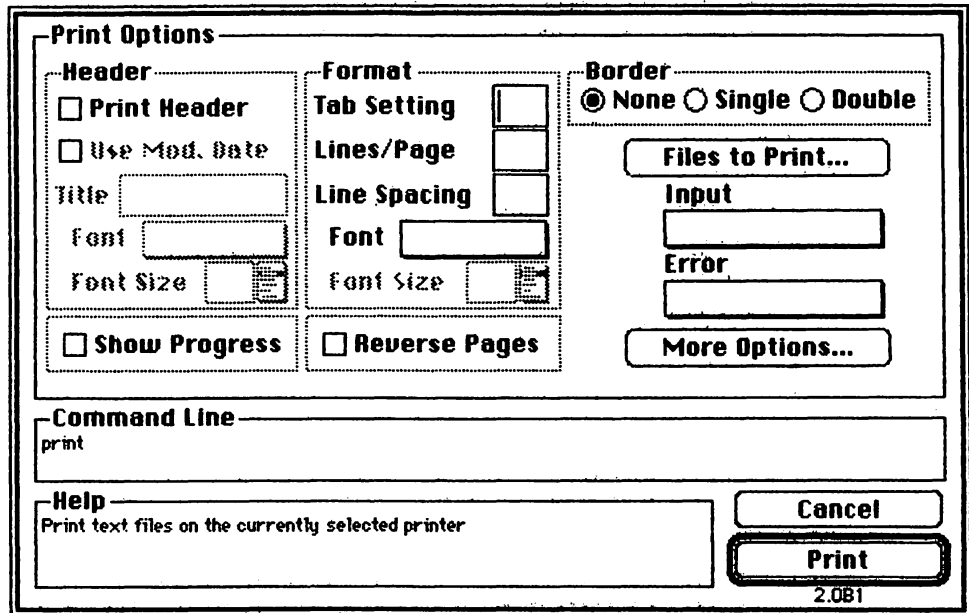 Print Options
Header
Print Header
Use Mod. Date
Title
Font
Font Size
Show Progress
Format
Tab Setting
Lines/Page
Line Spacing
Font
Font Size
Reverse Pages
Border
None Single Double
Files to Print...
Input
Error
More Options...
Command Line
print
Help
Print text files on the currently selected printer
Cancel
Print
2.0B1